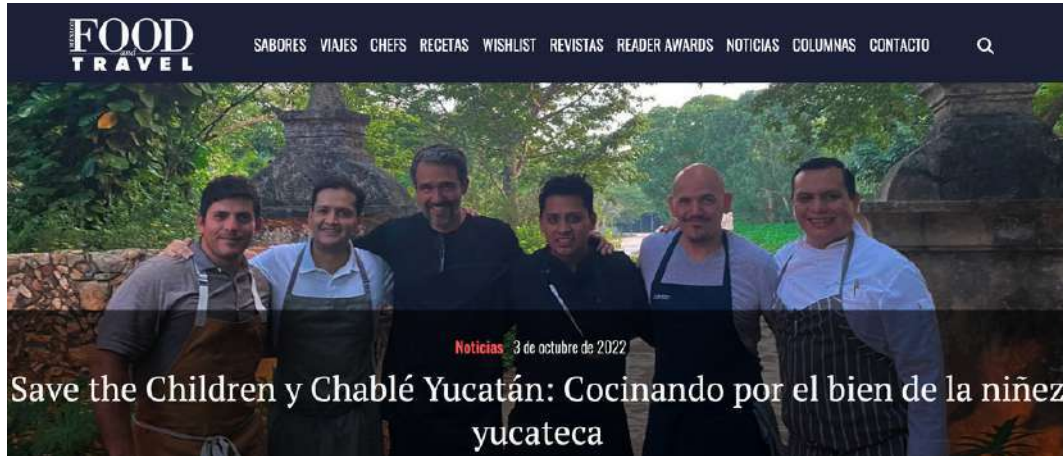 MÉXICO
FOOD
and
TRAVEL
SABORES VIAJES CHEFS RECETAS WISHLIST REVISTAS READER AWARDS NOTICIAS COLUMNAS CONTACTO
Noticias 3 de octubre de 2022
Save the Children y Chablé Yucatán: Cocinando por el bien de la niñez
yucateca